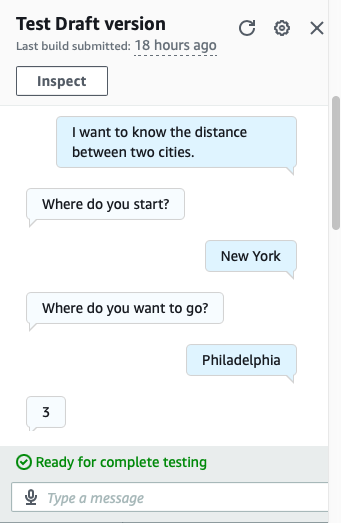 Test Draft version
Last build submitted: 18 hours ago
Inspect
I want to know the distance
between two cities.
Where do you start?
New York
Where do you want to go?
Philadelphia
3
Ready for complete testing
Type a message